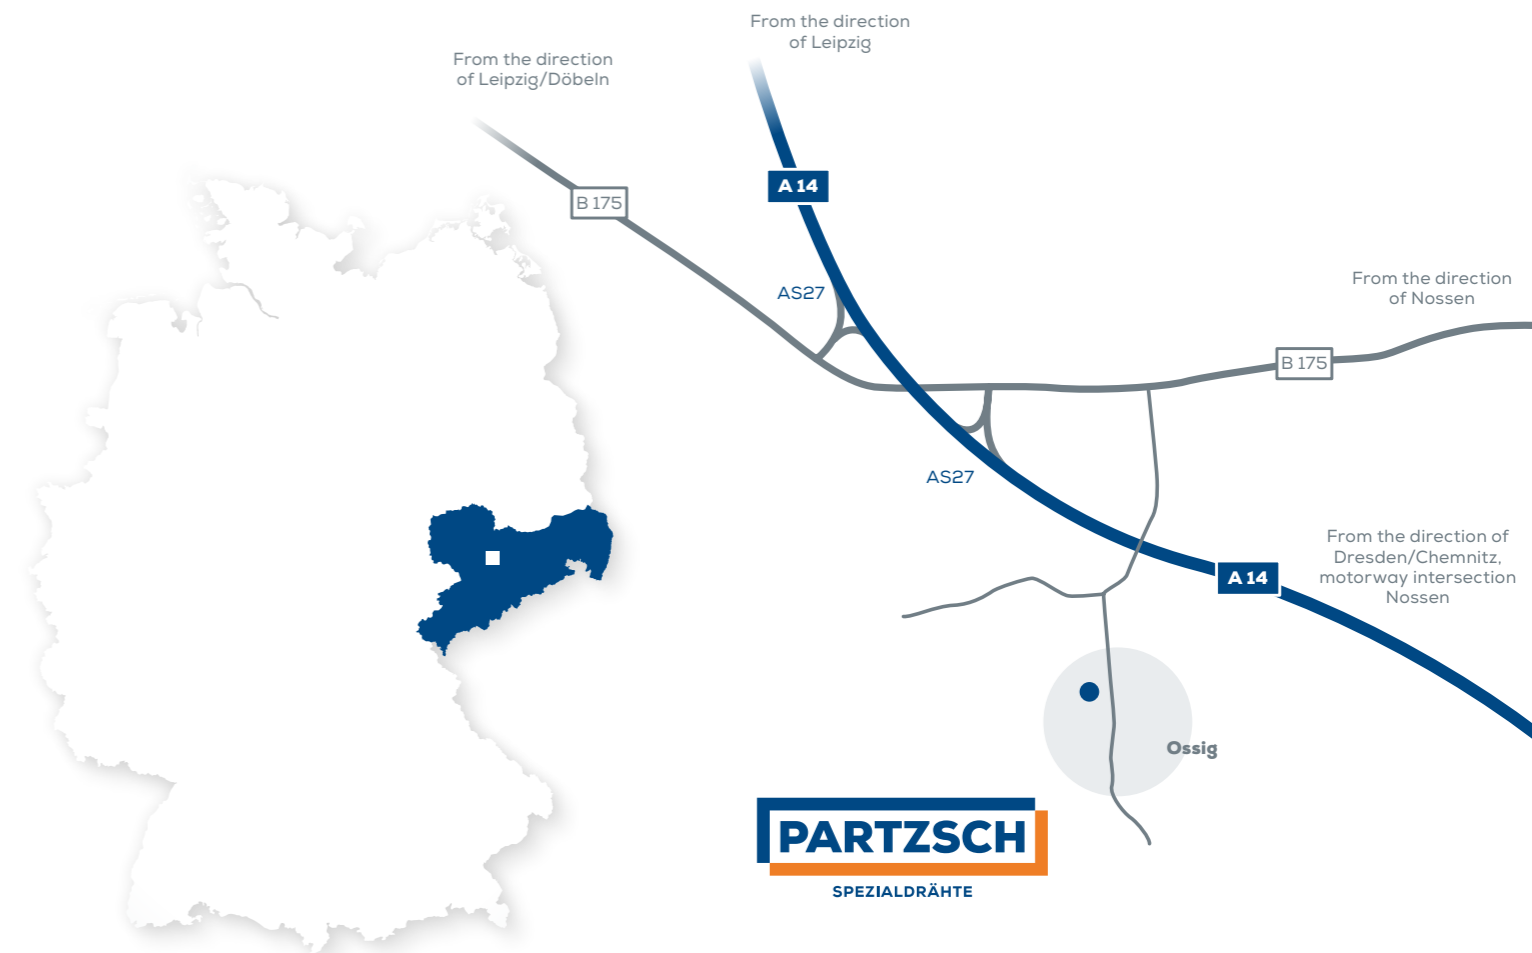 From the direction
of Leipzig
From the direction
of Leipzig/Döbeln
A 14
B 175
AS27
From the direction
of Nossen
B 175
AS27
From the direction of
Dresden/Chemnitz,
motorway intersection
Nossen
A 14
Ossig
PARTZSCH
SPEZIALDRÄHTE